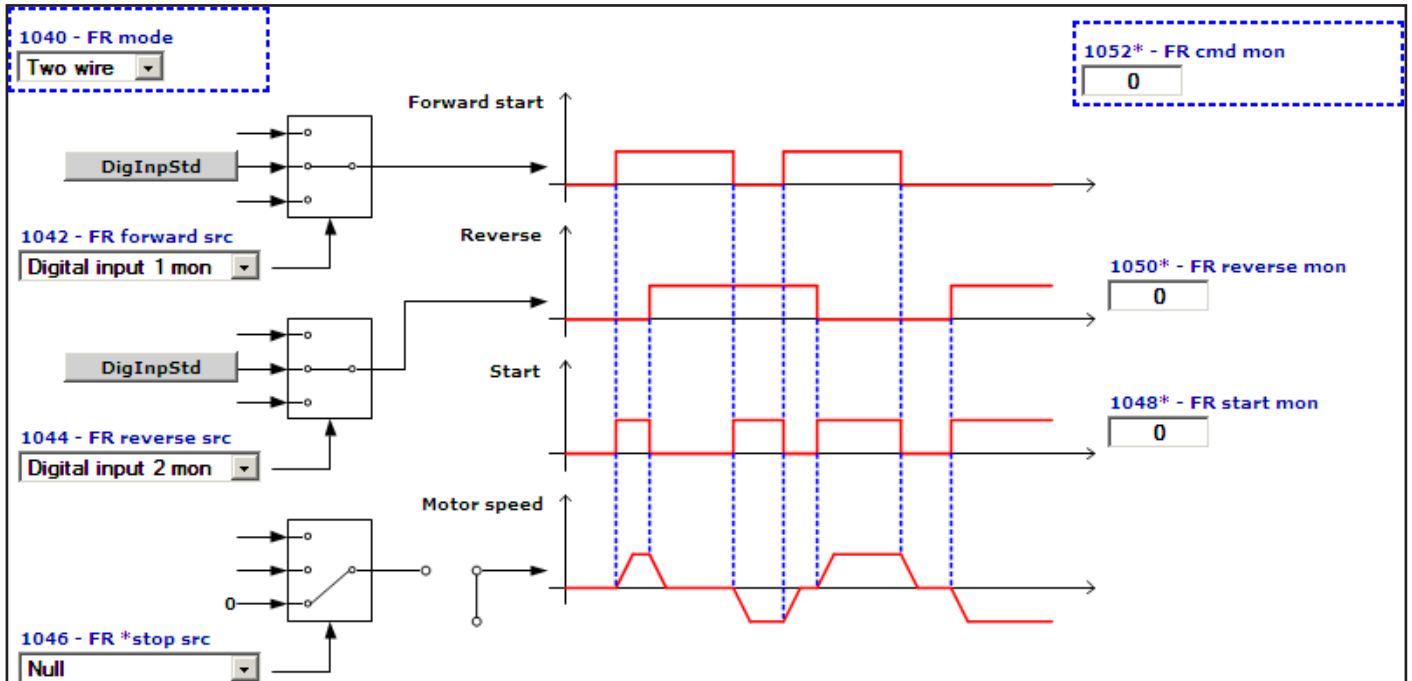 1040 - FR mode
Two wire
1052* - FR cmd mon
0
Forward start
DigInpStd
1042 - FR forward src
Digital input 1 mon
Reverse
1050* - FR reverse mon
0
DigInpStd
Start
1048* - FR start mon
0
1044 - FR reverse src
Digital input 2 mon
Motor speed
0
1046 - FR *stop src
Null